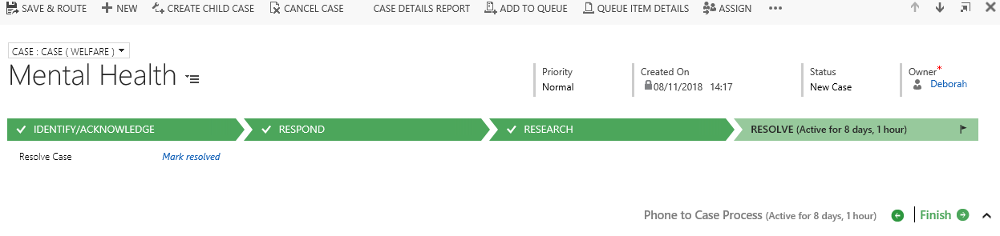 SAVE & ROUTE NEW CREATE CHILD CASE CANCEL CASE CASE DETAILS REPORT ADD TO QUEUE QUEUE ITEM DETAILS ASSIGN •••
CASE : CASE ( WELFARE )
Mental Health
Priority Created On Status Owner*
Normal 08/11/2018 14:17 New Case Deborah
IDENTIFY/ACKNOWLEDGE RESPOND RESEARCH RESOLVE (Active for 8 days, 1 hour)
Resolve Case Mark resolved
Phone to Case Process (Active for 8 days, 1 hour) Finish